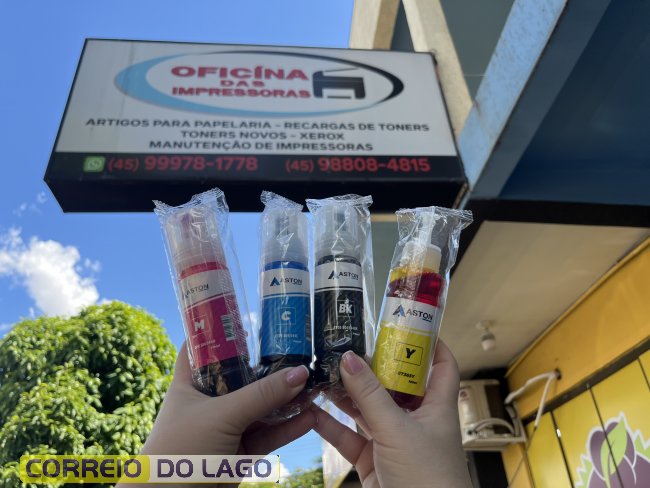 OFICÍNA
DAS
IMPRESSORAS
ARTIGOS PARA PAPELARIA - RECARGAS DE TONERS
TONERS NOVOS - XEROX
MANUTENÇÃO DE IMPRESSORAS
(45) 99978-1778 (45) 98808-4815
ASTON
M
ASTON
C
ASTON
BK
ASTON
Y
CORREIO DO LAGO